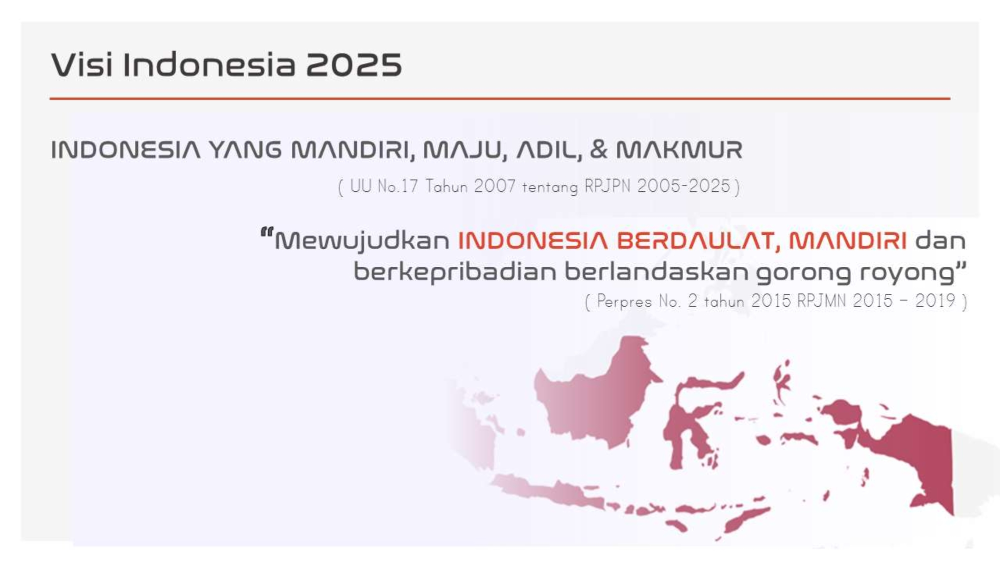 Visi Indonesia 2025
INDONESIA YANG MANDIRI, MAJU, ADIL, & MAKMUR
( UU No.17 Tahun 2007 tentang RPJPN 2005-2025 )
“Mewujudkan INDONESIA BERDAULAT, MANDIRI dan
berkepribadian berlandaskan gorong royong”
( Perpres No. 2 tahun 2015 RPJMN 2015 – 2019 )